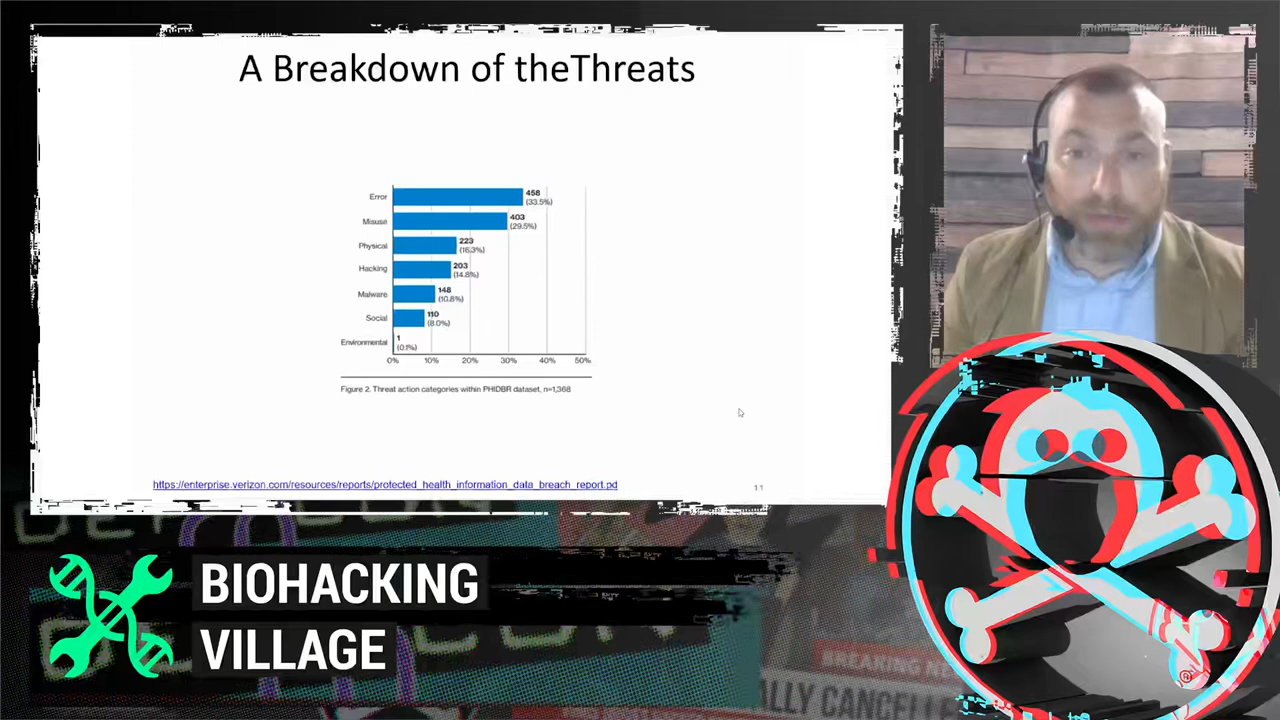 A Breakdown of theThreats
Error
458
(33.5%)
Misuse
403
(29.5%)
Physical
223
(16.3%)
Hacking
203
(14.8%)
Malware
148
(10.8%)
Social
110
(8.0%)
Environmental
1
(0.1%)
0% 10% 20% 30% 40% 50%
Figure 2. Threat action categories within PHIDBR dataset, n=1,368
https://enterprise.verizon.com/resources/reports/protected_health_information_data_breach_report.pd
11
BIOHACKING
VILLAGE
BREAKING
ALLY CANCELLE